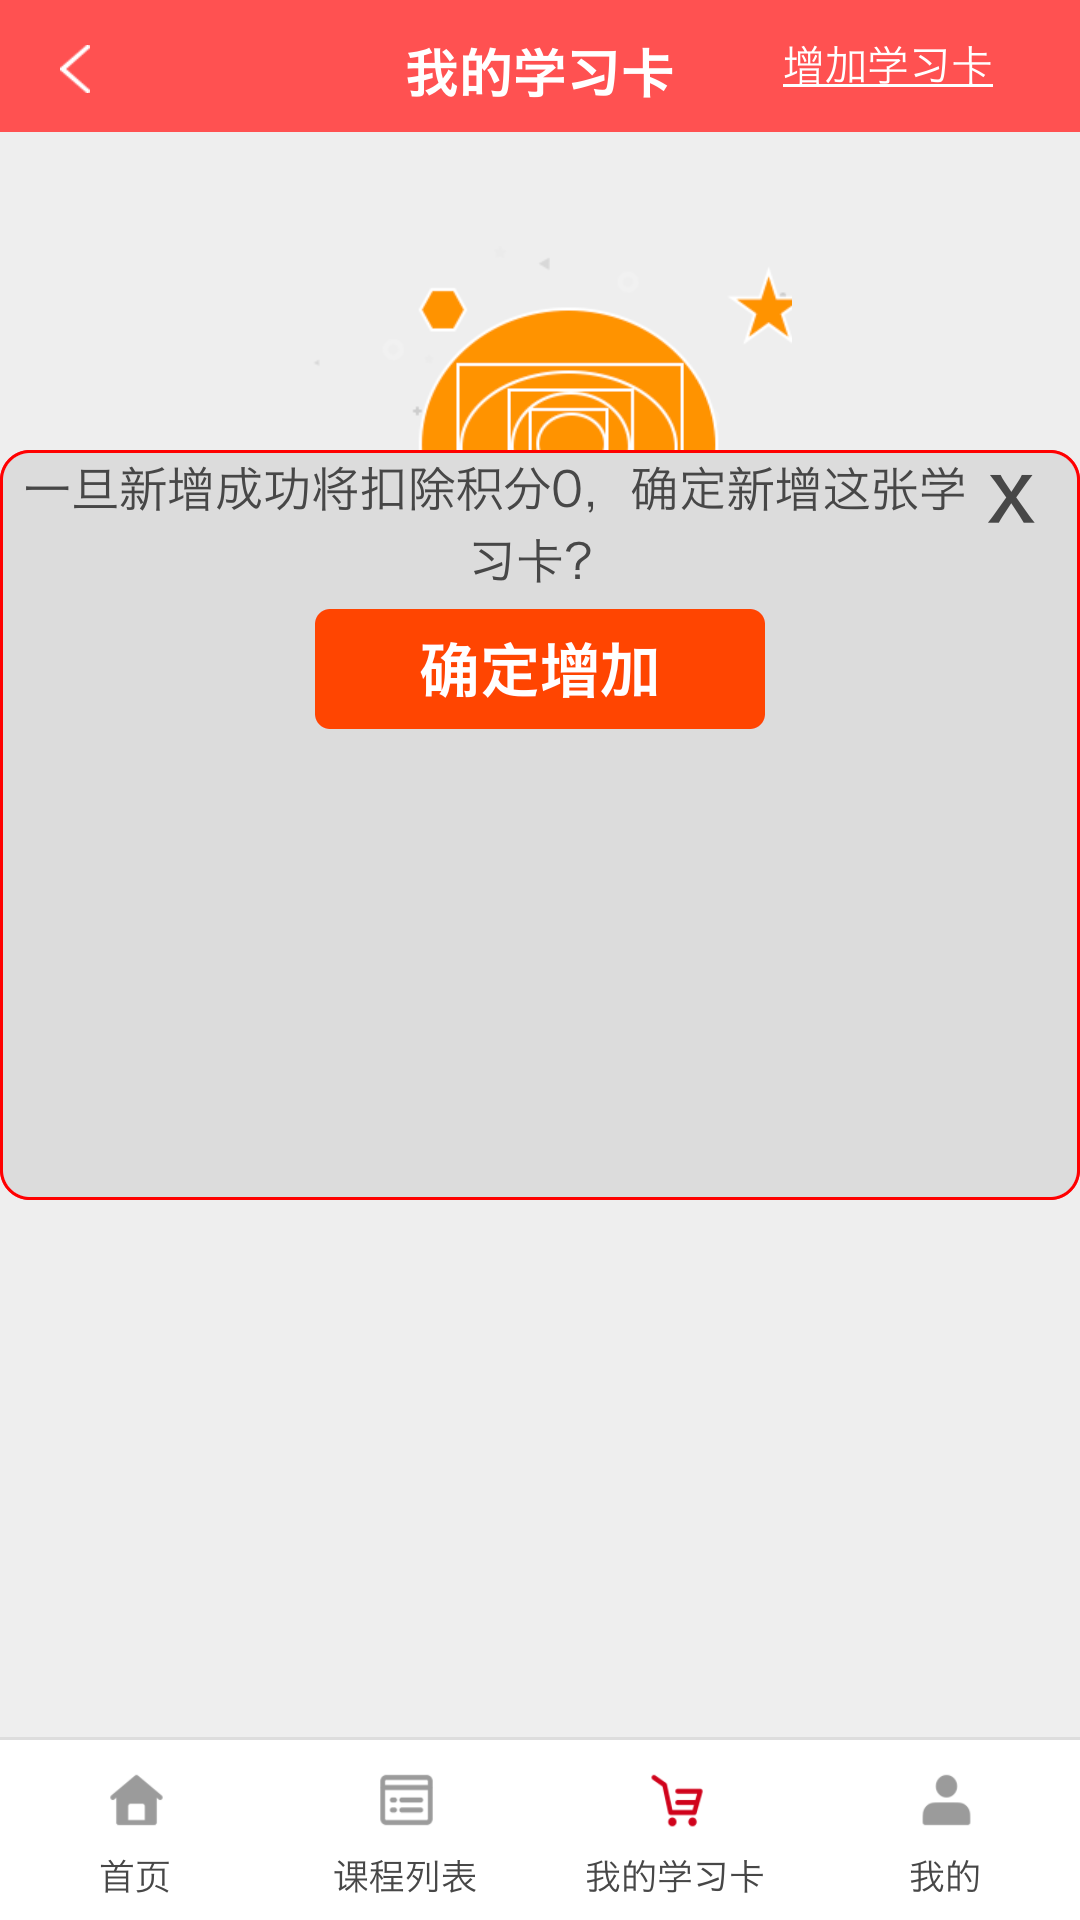 我的学习卡
增加学习卡
一旦新增成功将扣除积分0，确定新增这张学
习卡？
X
确定增加
首页
课程列表
我的学习卡
我的